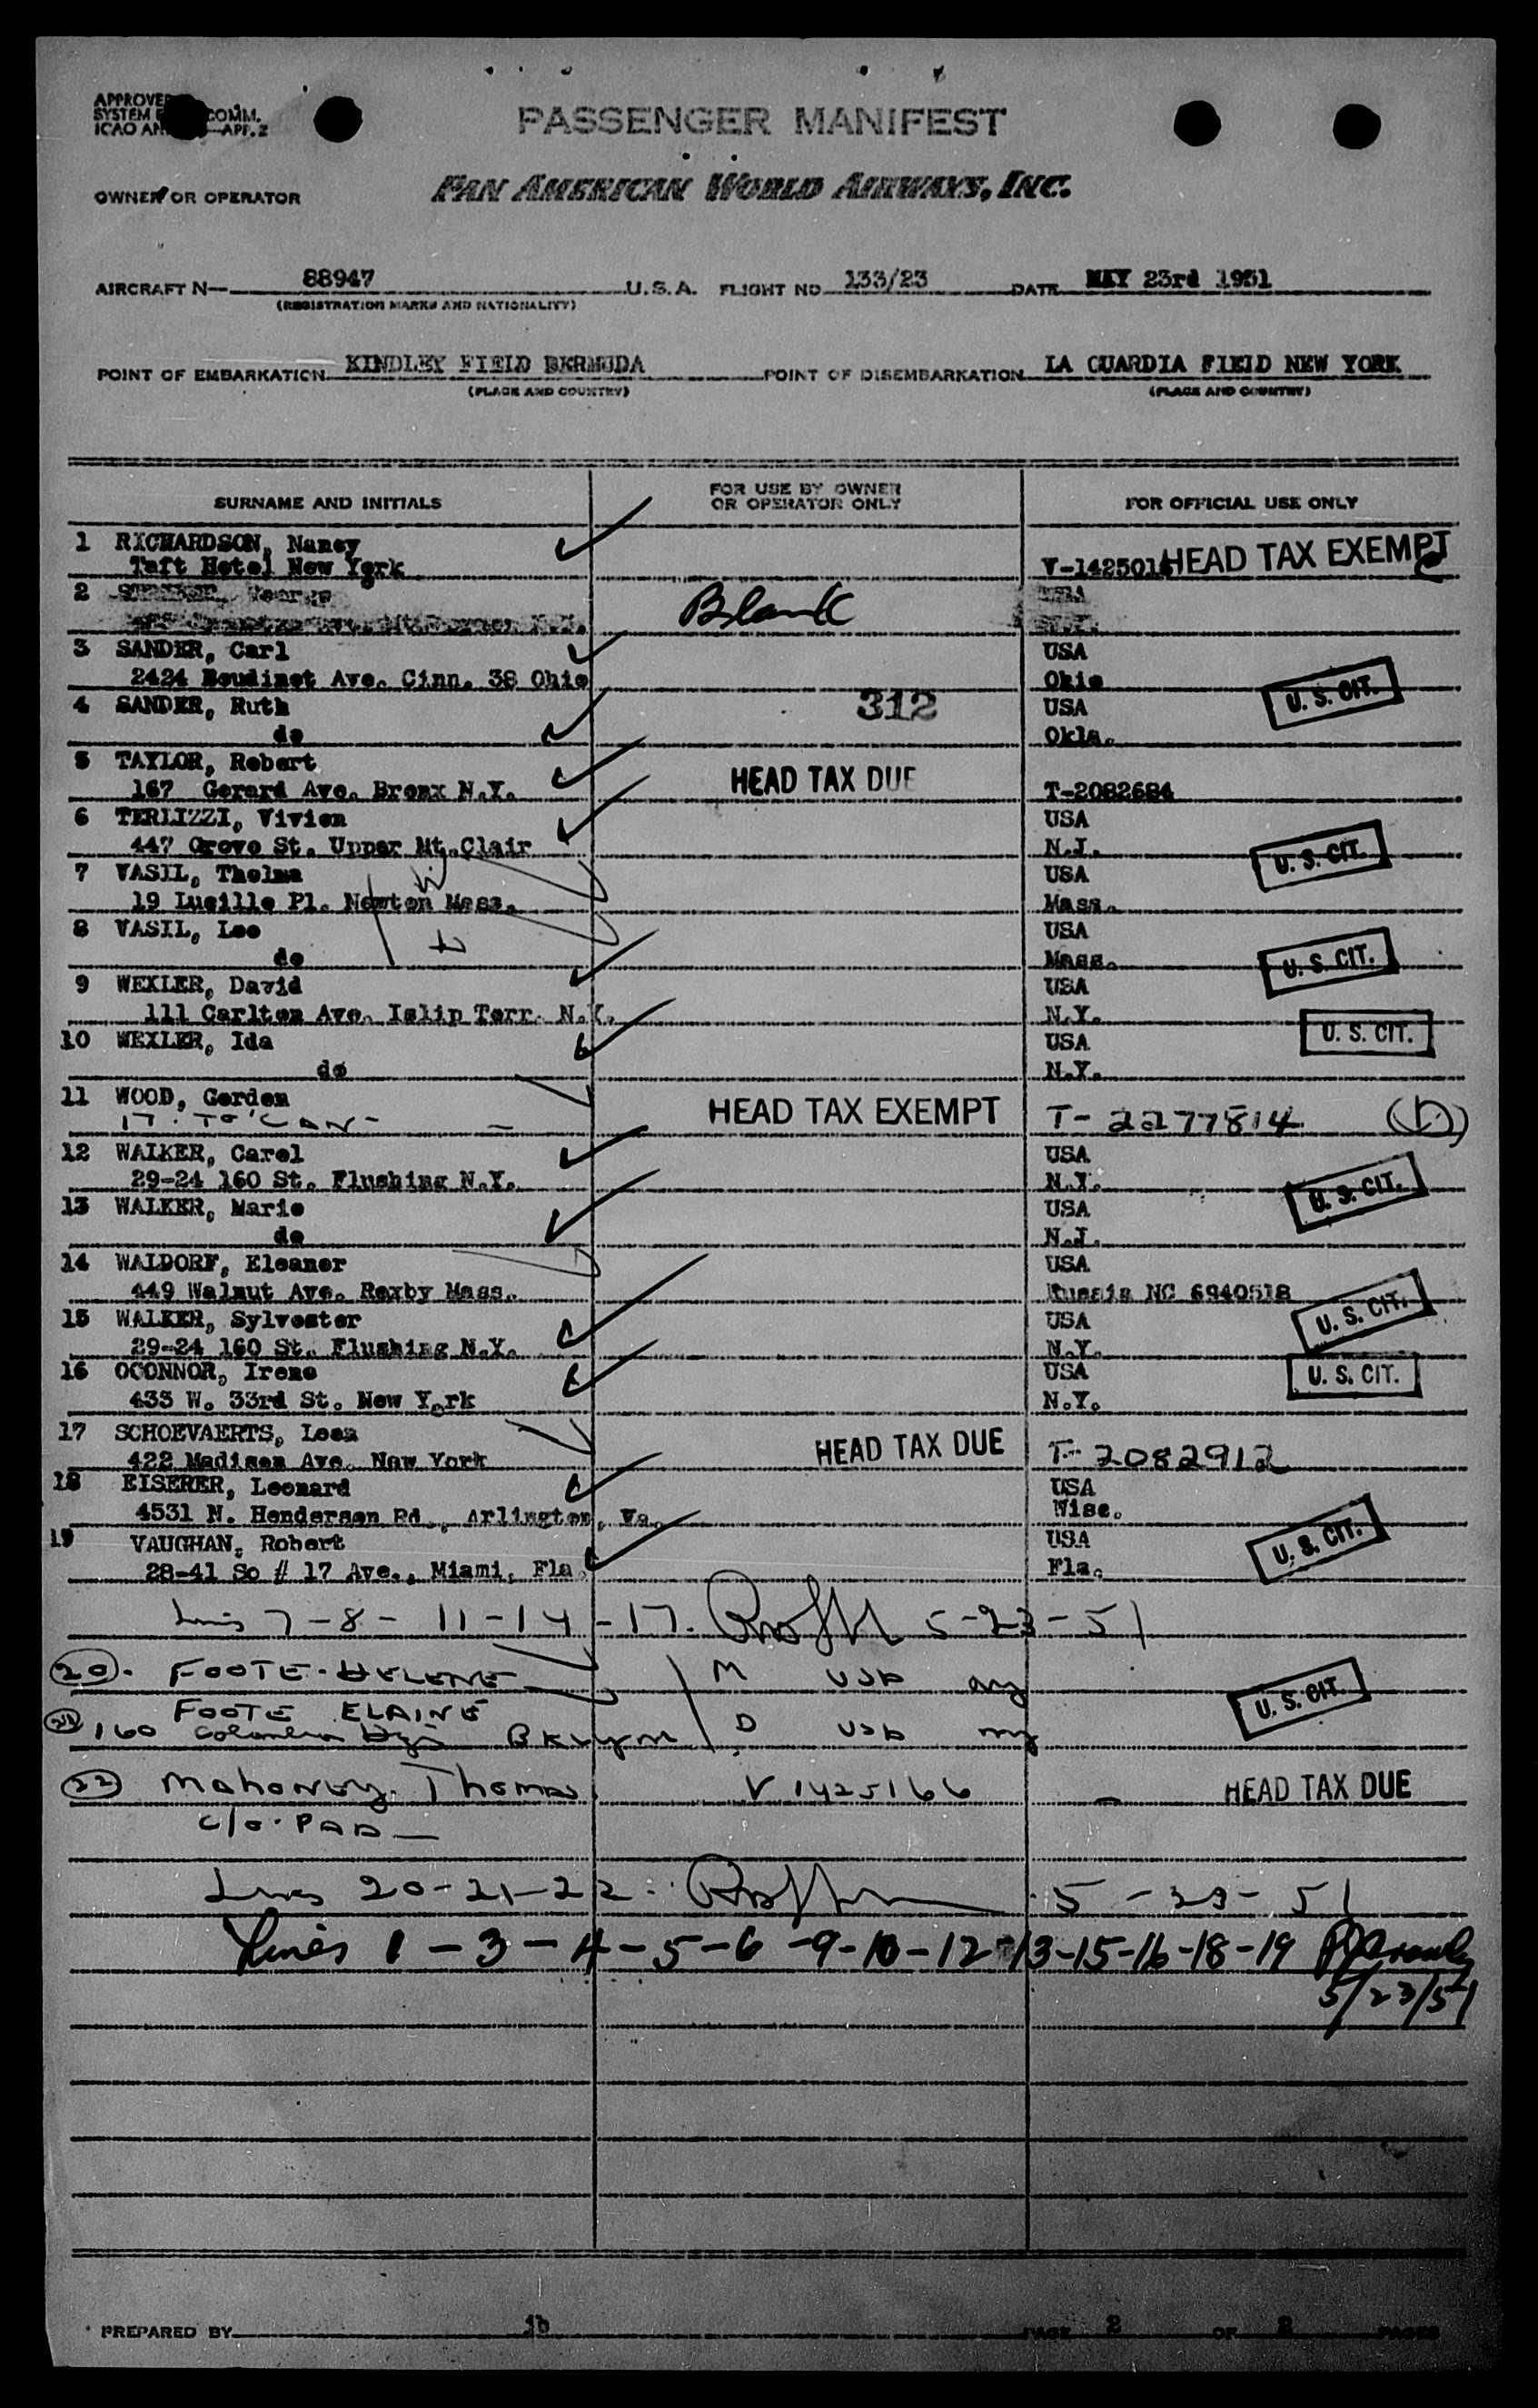 PASSENGER MANIFEST
OWNER OR OPERATOR PAN AMERICAN WORLD AIRWAYS, INC.
AIRCRAFT N— 88947 U.S.A. FLIGHT NO 133/23 DATE MAY 23rd 1951
(REGISTRATION MARKS AND NATIONALITY)
POINT OF EMBARKATION KINDLEY FIELD BERMUDA POINT OF DISEMBARKATION LA GUARDIA FIELD NEW YORK
(PLACE AND COUNTRY) (PLACE AND COUNTRY)
SURNAME AND INITIALS FOR USE BY OWNER OR OPERATOR ONLY FOR OFFICIAL USE ONLY
1 RICHARDSON, Nancy
Taft Hotel New York V-142501 HEAD TAX EXEMPT
2 George Blank
3 SANDER, Carl USA
2424 Boudinot Ave. Cinn. 38 Ohio Ohio U. S. CIT.
4 SANDER, Ruth 312 USA
do Okla.
5 TAYLOR, Robert
167 Gerard Ave. Bronx N.Y. HEAD TAX DUE T-2082684
6 TERLIZZI, Vivien USA
447 Grove St. Upper Mt.Clair N.J. U. S. CIT.
7 VASIL, Thelma USA
19 Lucille Pl. Newton Mass. Mass.
8 VASIL, Leo USA
do Mass. U. S. CIT.
9 WEXLER, David USA
111 Carlton Ave. Islip Terr. N.Y. N.Y.
10 WEXLER, Ida USA U. S. CIT.
do N.Y.
11 WOOD, Gordon HEAD TAX EXEMPT T- 2277814
12 WALKER, Carol USA
29-24 160 St. Flushing N.Y. N.Y. U. S. CIT.
13 WALKER, Marie USA
do N.J.
14 WALDORF, Eleanor USA
449 Walnut Ave. Roxby Mass. Russia NC 6940518
15 WALKER, Sylvester USA U. S. CIT.
29-24 160 St. Flushing N.Y. N.Y.
16 OCONNOR, Irene USA U. S. CIT.
433 W. 33rd St. New York N.Y.
17 SCHOEVAERTS, Leon
422 Madison Ave. New York HEAD TAX DUE T-2082912
18 EISERER, Leonard USA
4531 N. Henderson Rd., Arlington, Va. Wisc.
19 VAUGHAN, Robert USA U. S. CIT.
28-41 So # 17 Ave., Miami, Fla. Fla.
7-8-11-14-17. 5-23-51
20. FOOTE - HELENE M USA U. S. CIT.
FOOTE ELAINE
21 160 Bklyn D USA
22 Mahoney. Thomas V 1425166 HEAD TAX DUE
c/o. PAA
Lines 20-21-22. 5-23-51
Lines 1-3-4-5-6-9-10-12-13-15-16-18-19
5/23/51
PREPARED BY PAGE 2 OF 2 PAGES